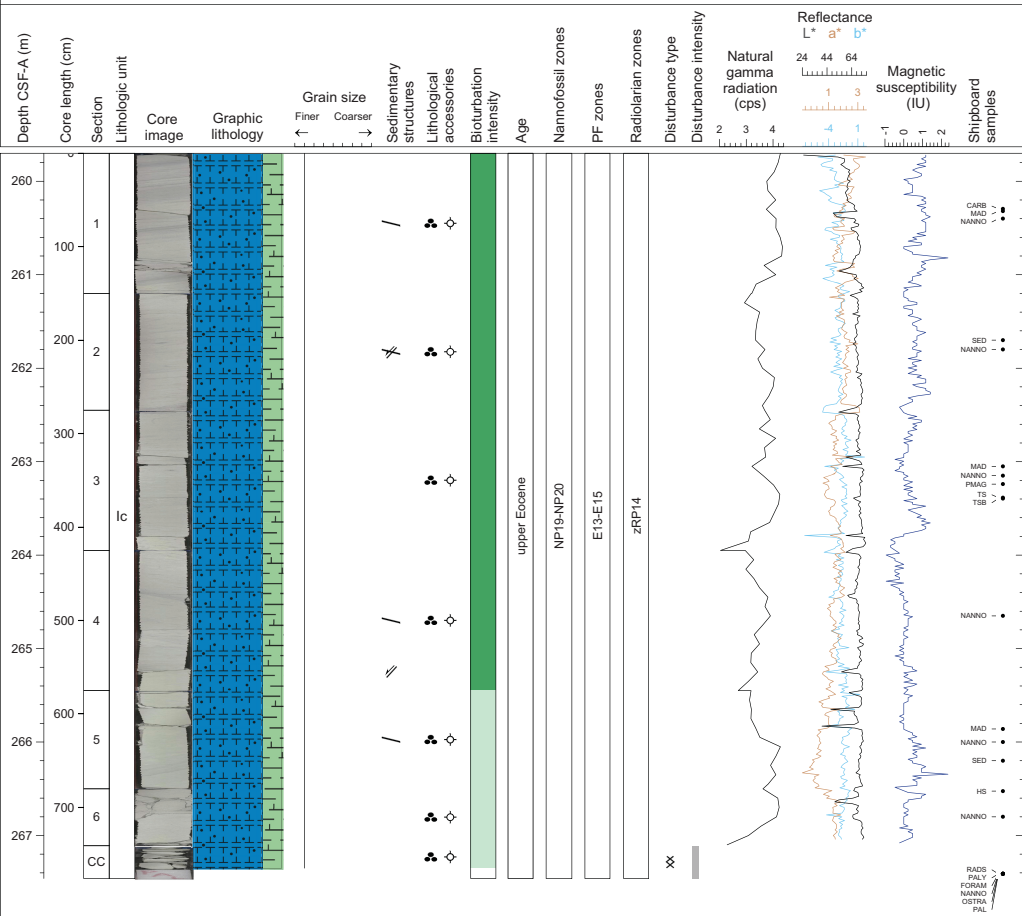 Depth CSF-A (m)
Core length (cm)
Section
Lithologic unit
Core
image
Graphic
lithology
Grain size
Finer Coarser
Sedimentary
structures
Lithological
accessories
Bioturbation
intensity
Age
Nannofossil zones
PF zones
Radiolarian zones
Disturbance type
Disturbance intensity
Natural
gamma
radiation
(cps)
2 3 4
Reflectance
L* a* b*
24 44 64
1 3
-4 1
Magnetic
susceptibility
(IU)
-1 0 1 2
Shipboard
samples
0
260
1
100
261
200
2
262
300
263
3
400
Ic
264
500
4
265
600
5
266
700
6
267
CC
upper Eocene
NP19-NP20
E13-E15
zRP14
CARB
MAD
NANNO
SED
NANNO
MAD
NANNO
PMAG
TS
TSB
NANNO
MAD
NANNO
SED
HS
NANNO
RADS
PALY
FORAM
NANNO
OSTRA
PAL